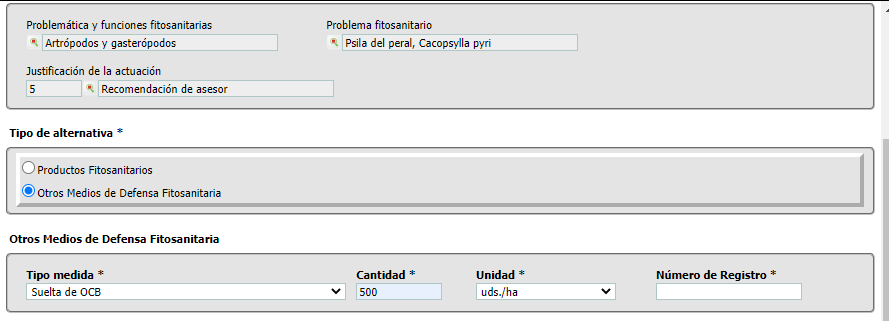 Problemática y funciones fitosanitarias Problema fitosanitario
Artrópodos y gasterópodos Psila del peral, Cacopsylla pyri
Justificación de la actuación
5 Recomendación de asesor
Tipo de alternativa *
Productos Fitosanitarios
Otros Medios de Defensa Fitosanitaria
Otros Medios de Defensa Fitosanitaria
Tipo medida * Cantidad * Unidad * Número de Registro *
Suelta de OCB 500 uds./ha